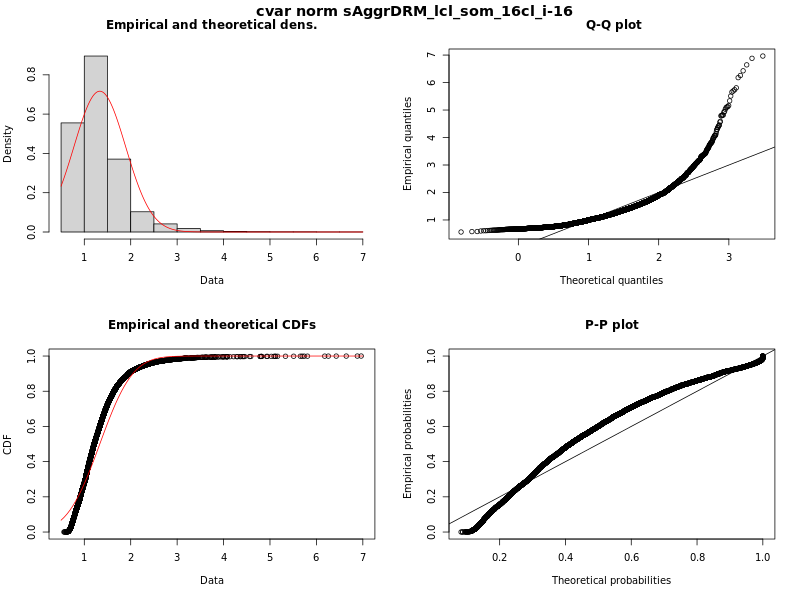 cvar norm sAggrDRM_lcl_som_16cl_i-16
Empirical and theoretical dens.
Density
0.0 0.2 0.4 0.6 0.8
1 2 3 4 5 6 7
Data
Q-Q plot
Empirical quantiles
1 2 3 4 5 6 7
0 1 2 3
Theoretical quantiles
Empirical and theoretical CDFs
CDF
0.0 0.2 0.4 0.6 0.8 1.0
1 2 3 4 5 6 7
Data
P-P plot
Empirical probabilities
0.0 0.2 0.4 0.6 0.8 1.0
0.2 0.4 0.6 0.8 1.0
Theoretical probabilities